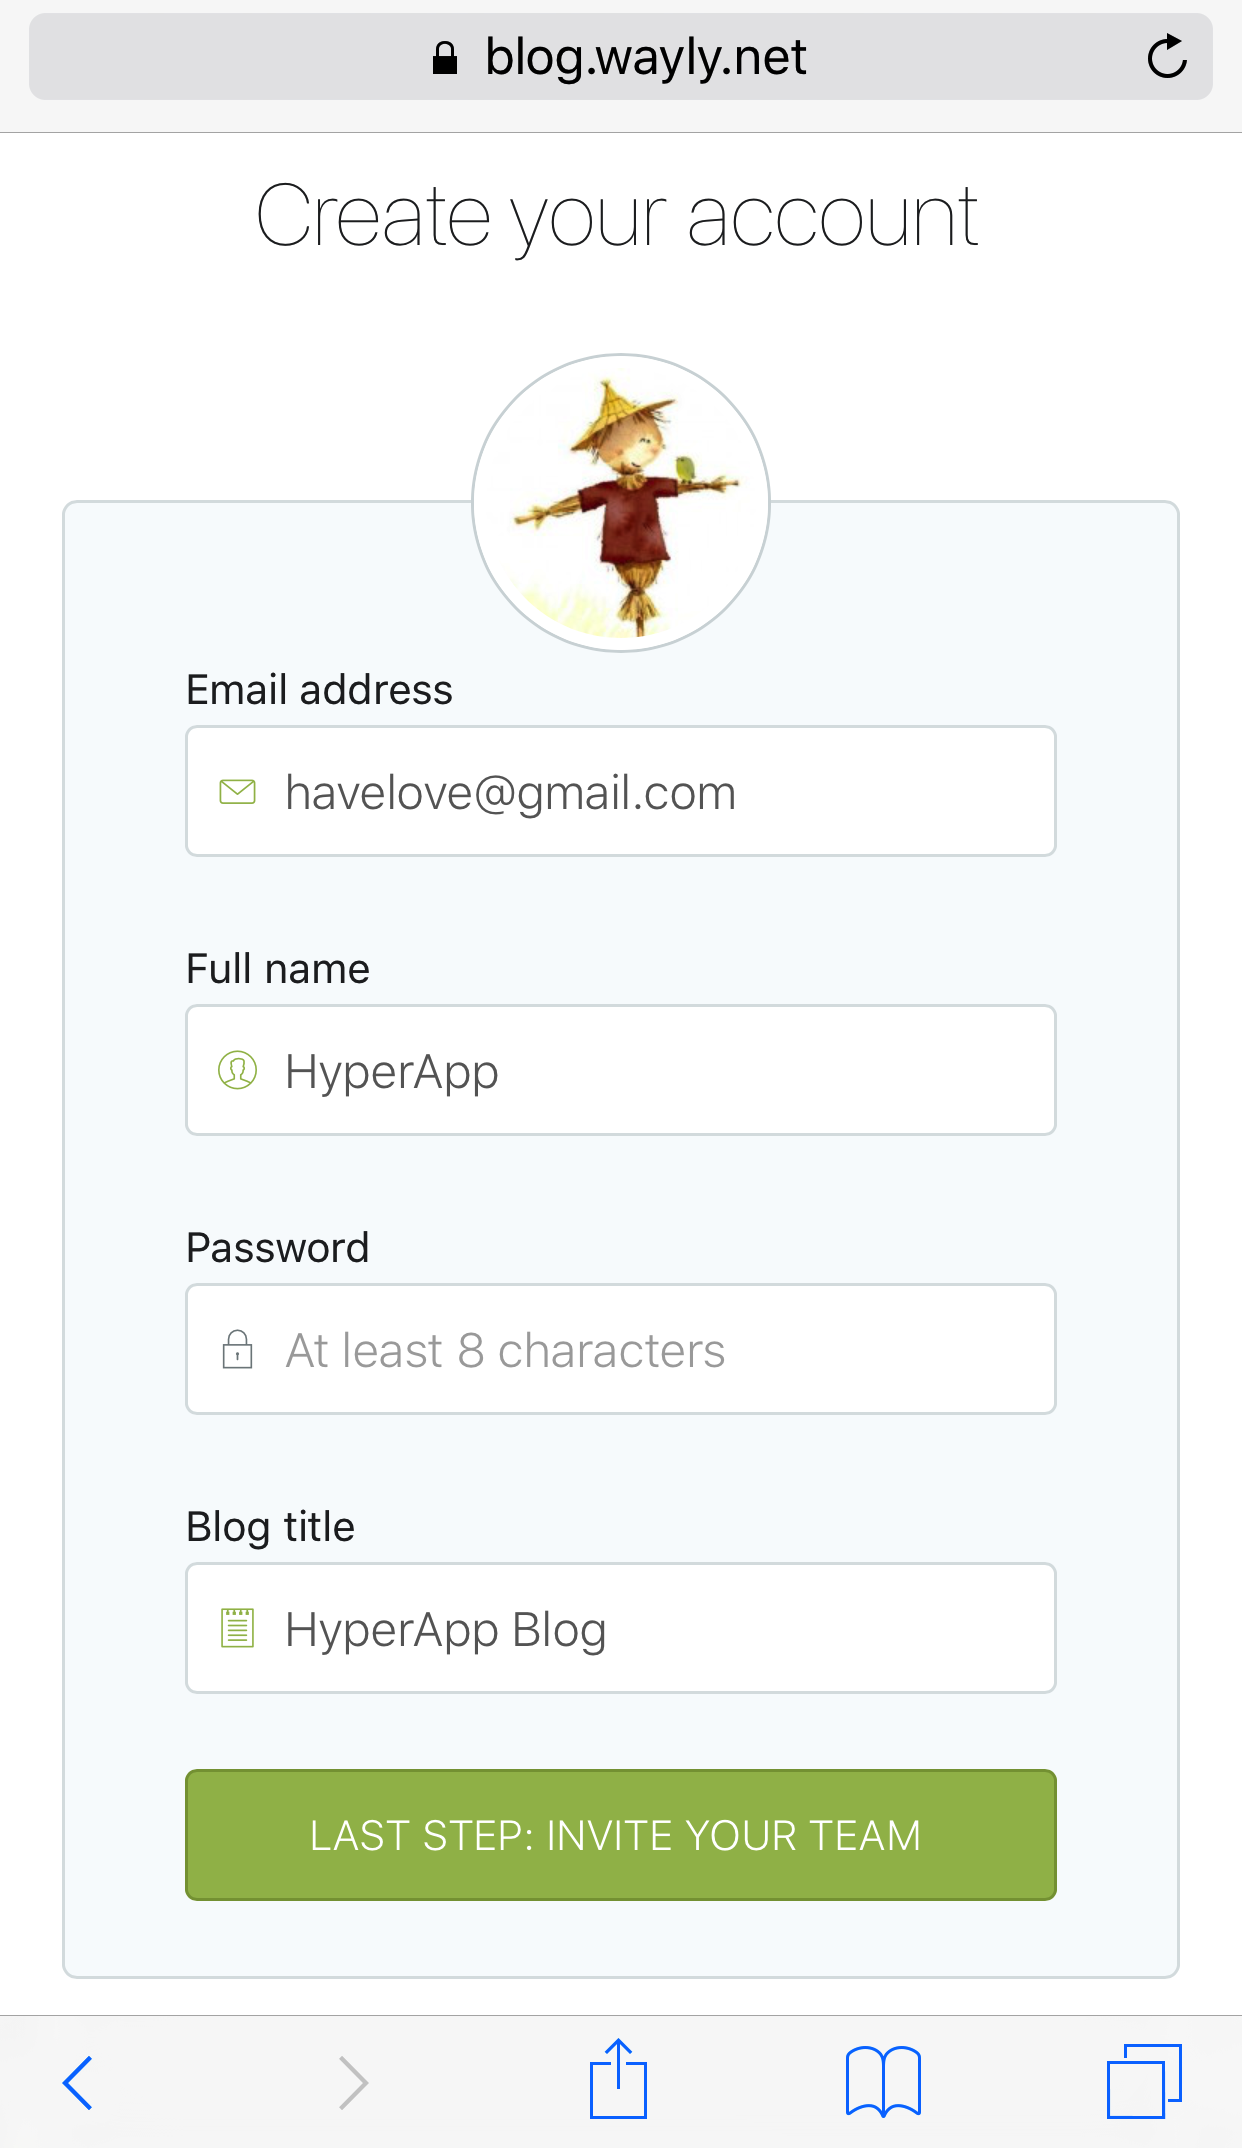 blog.wayly.net
Create your account
Email address
havelove@gmail.com
Full name
HyperApp
Password
At least 8 characters
Blog title
HyperApp Blog
LAST STEP: INVITE YOUR TEAM